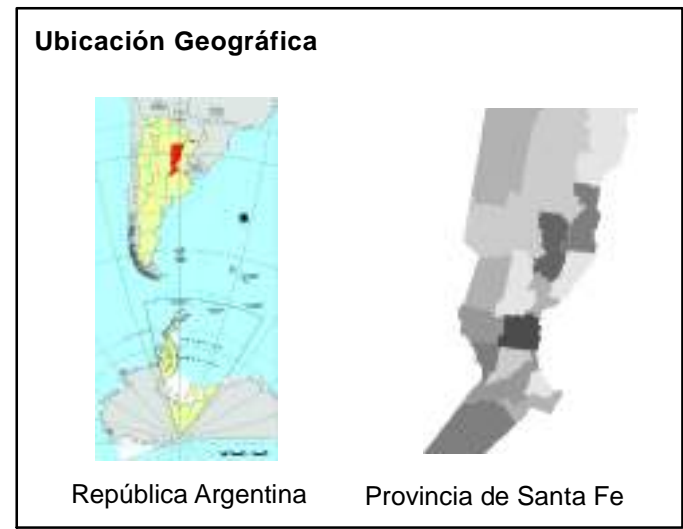 Ubicación Geográfica
República Argentina
Provincia de Santa Fe